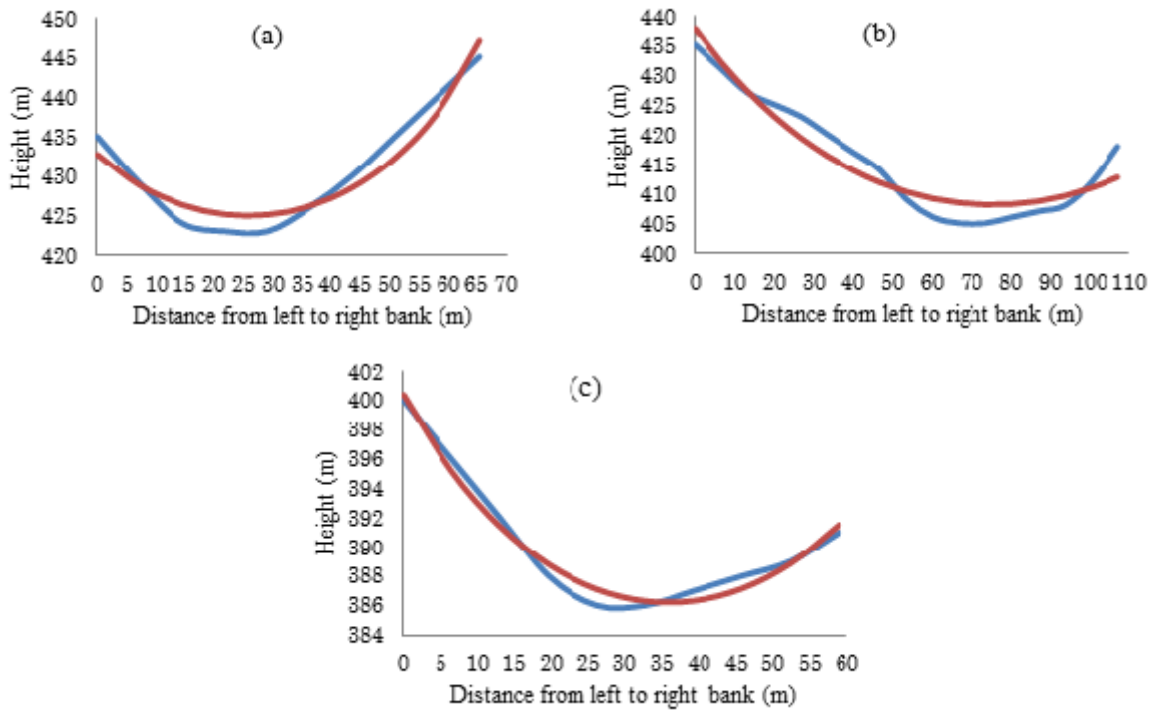 (a)
450
445
440
435
430
425
420
Height (m)
0 5 10 15 20 25 30 35 40 45 50 55 60 65 70
Distance from left to right bank (m)
(b)
440
435
430
425
420
415
410
405
400
Height (m)
0 10 20 30 40 50 60 70 80 90 100 110
Distance from left to right bank (m)
(c)
402
400
398
396
394
392
390
388
386
384
Height (m)
0 5 10 15 20 25 30 35 40 45 50 55 60
Distance from left to right bank (m)